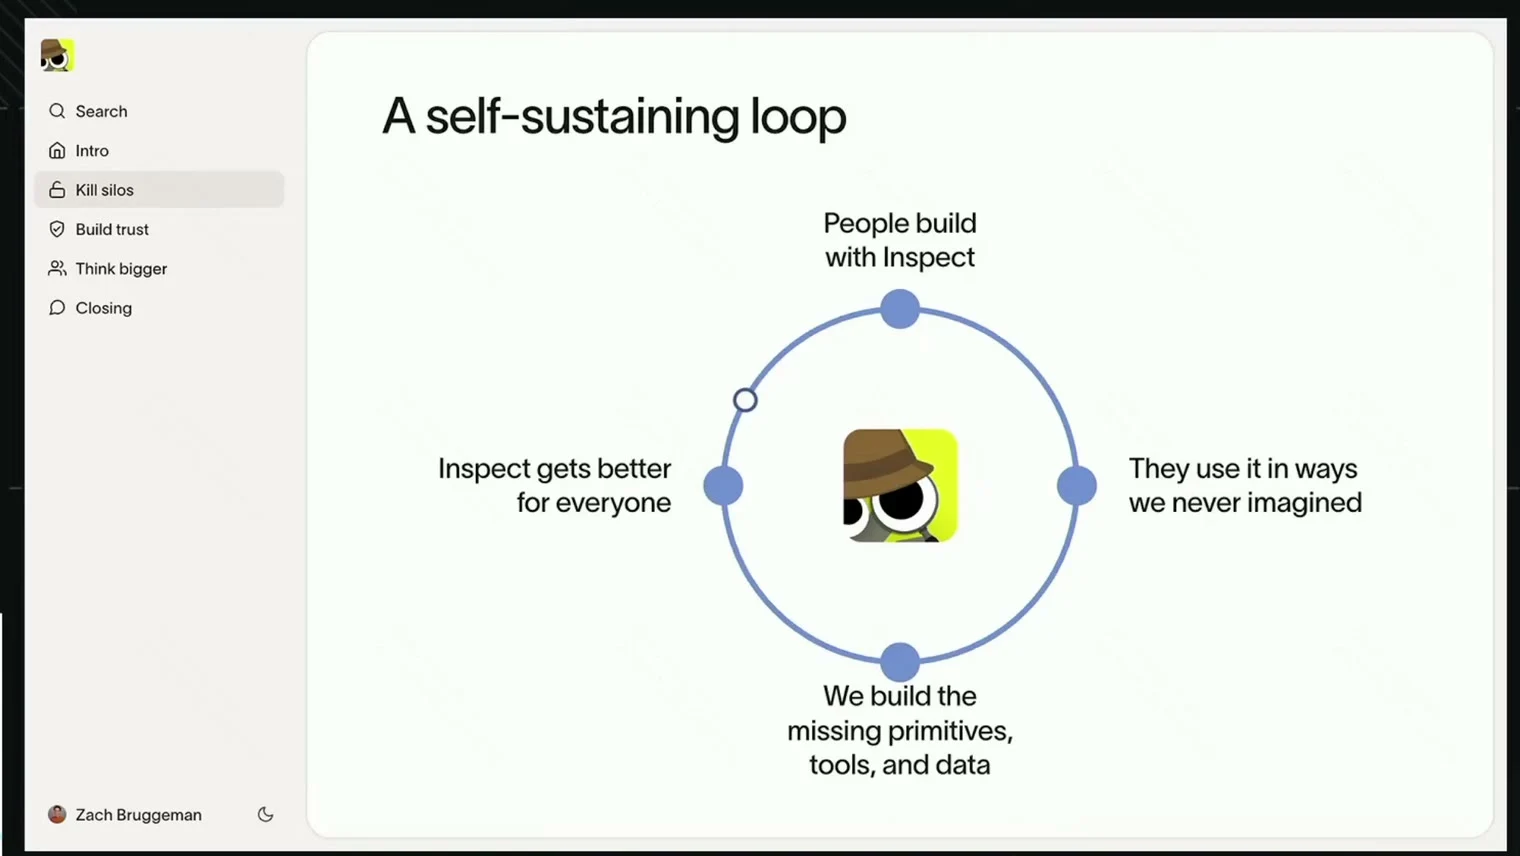 Search
Intro
Kill silos
Build trust
Think bigger
Closing
Zach Bruggeman
A self-sustaining loop
People build
with Inspect
They use it in ways
we never imagined
We build the
missing primitives,
tools, and data
Inspect gets better
for everyone